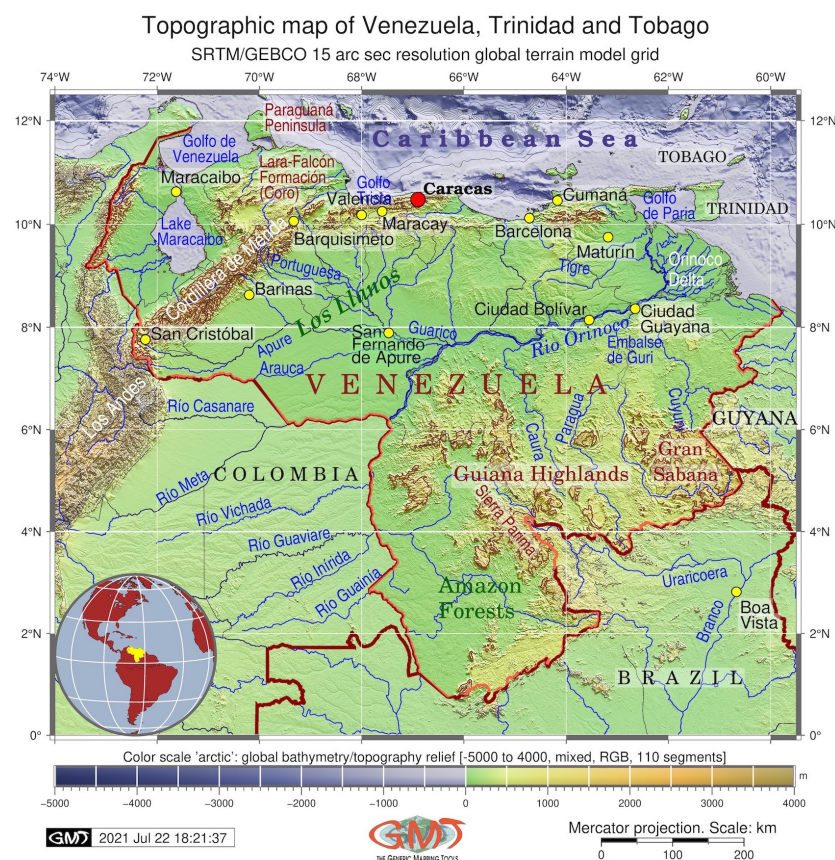 Topographic map of Venezuela, Trinidad and Tobago
SRTM/GEBCO 15 arc sec resolution global terrain model grid
74°W 72°W 70°W 68°W 66°W 64°W 62°W 60°W
12°N
10°N
8°N
6°N
4°N
2°N
0°
12°N
10°N
8°N
6°N
4°N
2°N
0°
Paraguaná
Peninsula
Caribbean Sea
Golfo de
Venezuela
TOBAGO
Lara-Falcón
Formación
(Coro)
Maracaibo
Golfo
Triste
Caracas
Valencia
Cumaná
Golfo
de Paria
TRINIDAD
Lake
Maracaibo
Maracay
Barcelona
Barquisimeto
Maturín
Cordillera de Mérida
Portuguesa
Tigre
Orinoco
Delta
Barinas
Los Llanos
Ciudad Bolívar
Ciudad
Guayana
San Cristóbal
Apure
San
Fernando
de Apure
Guarico
Río Orinoco
Embalse
de Guri
Arauca
VENEZUELA
Los Andes
Río Casanare
Caura
Paragua
Cuyuni
GUYANA
Río Meta
COLOMBIA
Guiana Highlands
Gran
Sabana
Río Vichada
Sierra Parima
Río Guaviare
Río Inírida
Río Guainía
Amazon
Forests
Uraricoera
Branco
Boa
Vista
BRAZIL
Color scale 'arctic': global bathymetry/topography relief [-5000 to 4000, mixed, RGB, 110 segments]
m
−5000 −4000 −3000 −2000 −1000 0 1000 2000 3000 4000
GMT 2021 Jul 22 18:21:37
GMT
THE GENERIC MAPPING TOOLS
Mercator projection. Scale: km
0 100 200